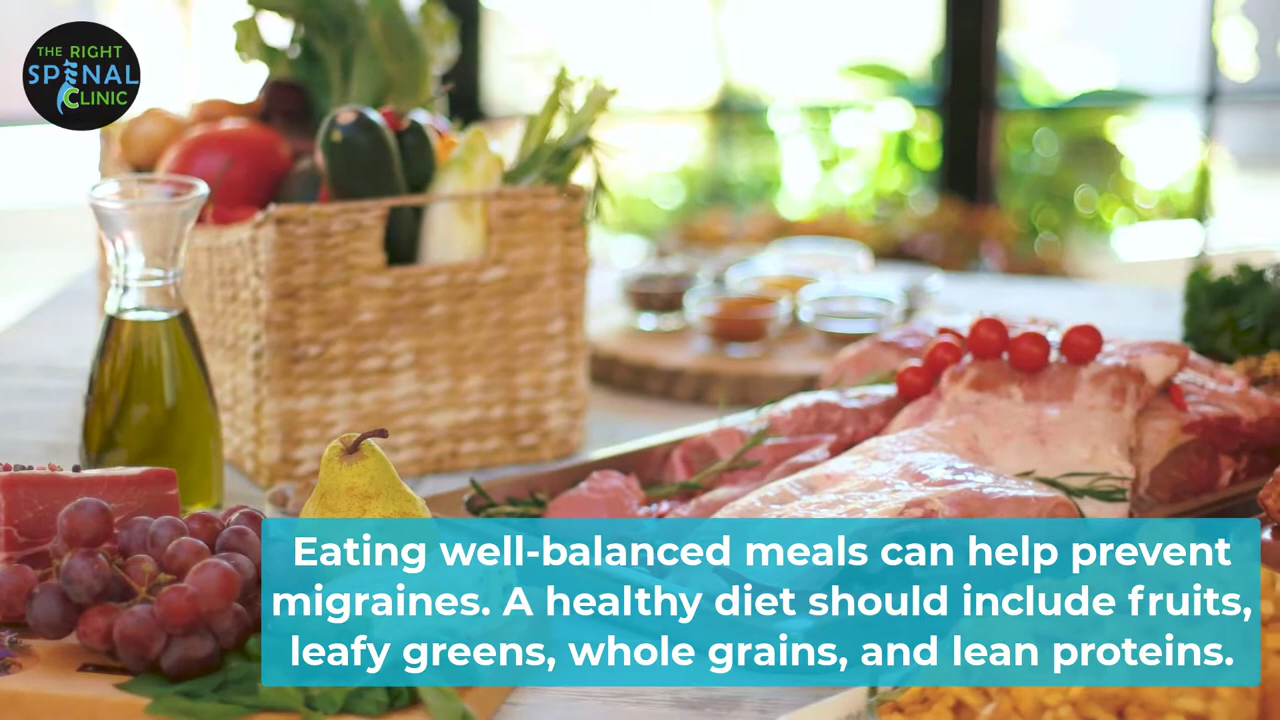 THE RIGHT
SPINAL
CLINIC
Eating well-balanced meals can help prevent
migraines. A healthy diet should include fruits,
leafy greens, whole grains, and lean proteins.